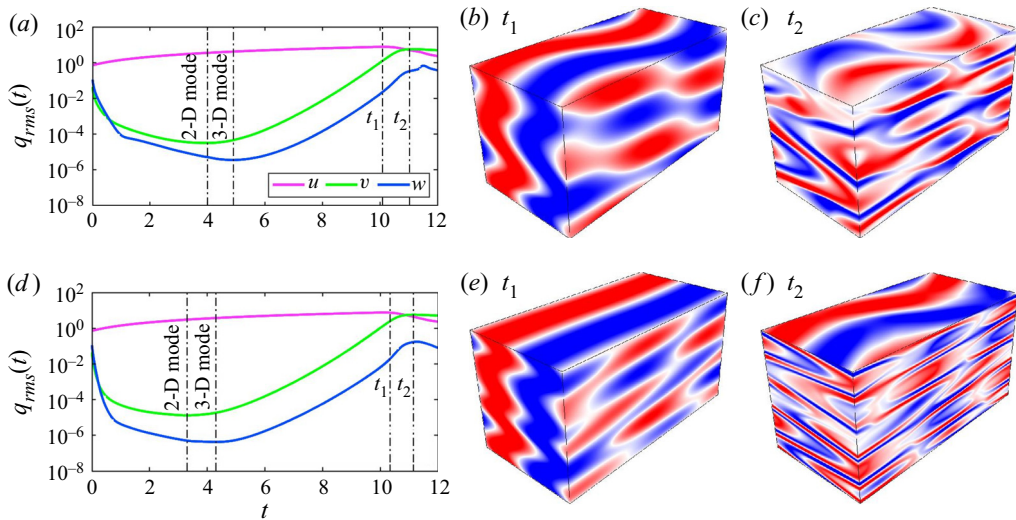 (a)
10^2
10^0
10^-2
10^-4
10^-6
10^-8
q_rms(t)
2-D mode
3-D mode
t_1
t_2
u v w
0 2 4 6 8 10 12
(b) t_1
(c) t_2
(d)
10^2
10^0
10^-2
10^-4
10^-6
10^-8
q_rms(t)
2-D mode
3-D mode
t_1
t_2
0 2 4 6 8 10 12
t
(e) t_1
(f) t_2